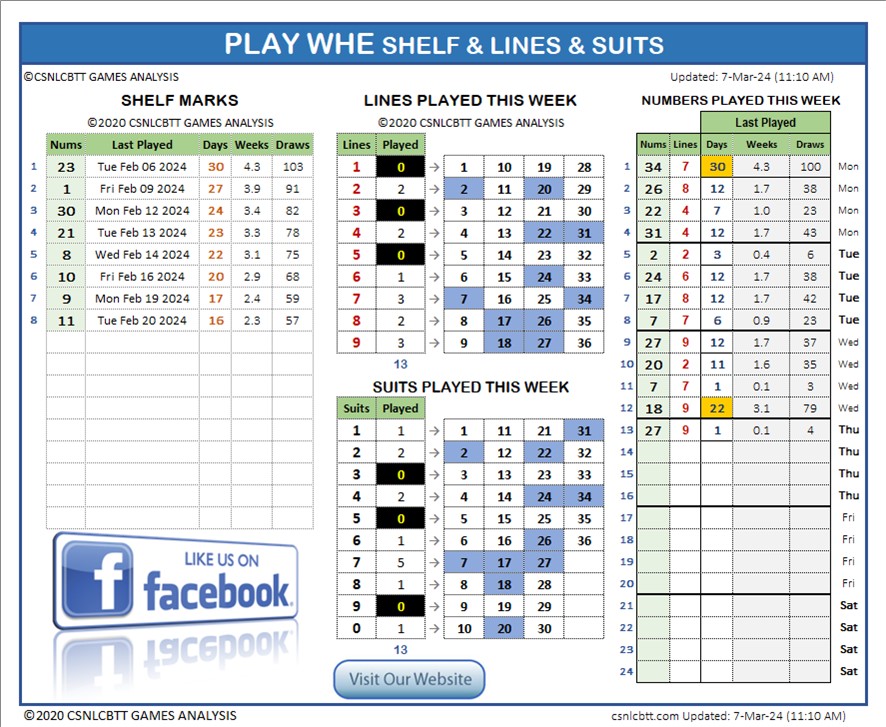 PLAY WHE SHELF & LINES & SUITS
©CSNLCBTT GAMES ANALYSIS
Updated: 7-Mar-24 (11:10 AM)
SHELF MARKS
©2020 CSNLCBTT GAMES ANALYSIS
Nums Last Played Days Weeks Draws
1 23 Tue Feb 06 2024 30 4.3 103
2 1 Fri Feb 09 2024 27 3.9 91
3 30 Mon Feb 12 2024 24 3.4 82
4 21 Tue Feb 13 2024 23 3.3 78
5 8 Wed Feb 14 2024 22 3.1 75
6 10 Fri Feb 16 2024 20 2.9 68
7 9 Mon Feb 19 2024 17 2.4 59
8 11 Tue Feb 20 2024 16 2.3 57
LIKE US ON
facebook.
LINES PLAYED THIS WEEK
©2020 CSNLCBTT GAMES ANALYSIS
Lines Played
1 0 → 1 10 19 28
2 2 → 2 11 20 29
3 0 → 3 12 21 30
4 2 → 4 13 22 31
5 0 → 5 14 23 32
6 1 → 6 15 24 33
7 3 → 7 16 25 34
8 2 → 8 17 26 35
9 3 → 9 18 27 36
13
SUITS PLAYED THIS WEEK
Suits Played
1 1 → 1 11 21 31
2 2 → 2 12 22 32
3 0 → 3 13 23 33
4 2 → 4 14 24 34
5 0 → 5 15 25 35
6 1 → 6 16 26 36
7 5 → 7 17 27
8 1 → 8 18 28
9 0 → 9 19 29
0 1 → 10 20 30
13
Visit Our Website
NUMBERS PLAYED THIS WEEK
Last Played
Nums Lines Days Weeks Draws
1 34 7 30 4.3 100 Mon
2 26 8 12 1.7 38 Mon
3 22 4 7 1.0 23 Mon
4 31 4 12 1.7 43 Mon
5 2 2 3 0.4 6 Tue
6 24 6 12 1.7 38 Tue
7 17 8 12 1.7 42 Tue
8 7 7 6 0.9 23 Tue
9 27 9 12 1.7 37 Wed
10 20 2 11 1.6 35 Wed
11 7 7 1 0.1 3 Wed
12 18 9 22 3.1 79 Wed
13 27 9 1 0.1 4 Thu
14 Thu
15 Thu
16 Thu
17 Fri
18 Fri
19 Fri
20 Fri
21 Sat
22 Sat
23 Sat
24 Sat
©2020 CSNLCBTT GAMES ANALYSIS
csnlcbtt.com Updated: 7-Mar-24 (11:10 AM)